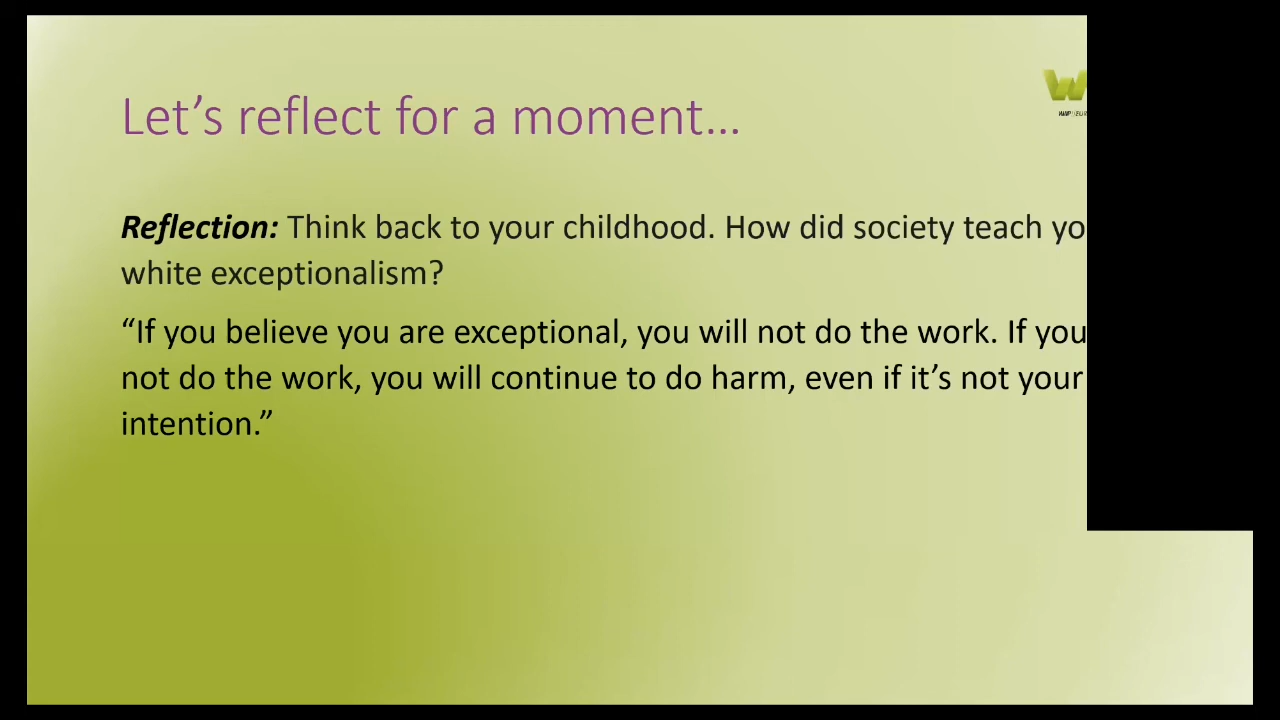 Let’s reflect for a moment…
Reflection: Think back to your childhood. How did society teach yo
white exceptionalism?
“If you believe you are exceptional, you will not do the work. If you
not do the work, you will continue to do harm, even if it’s not your
intention.”